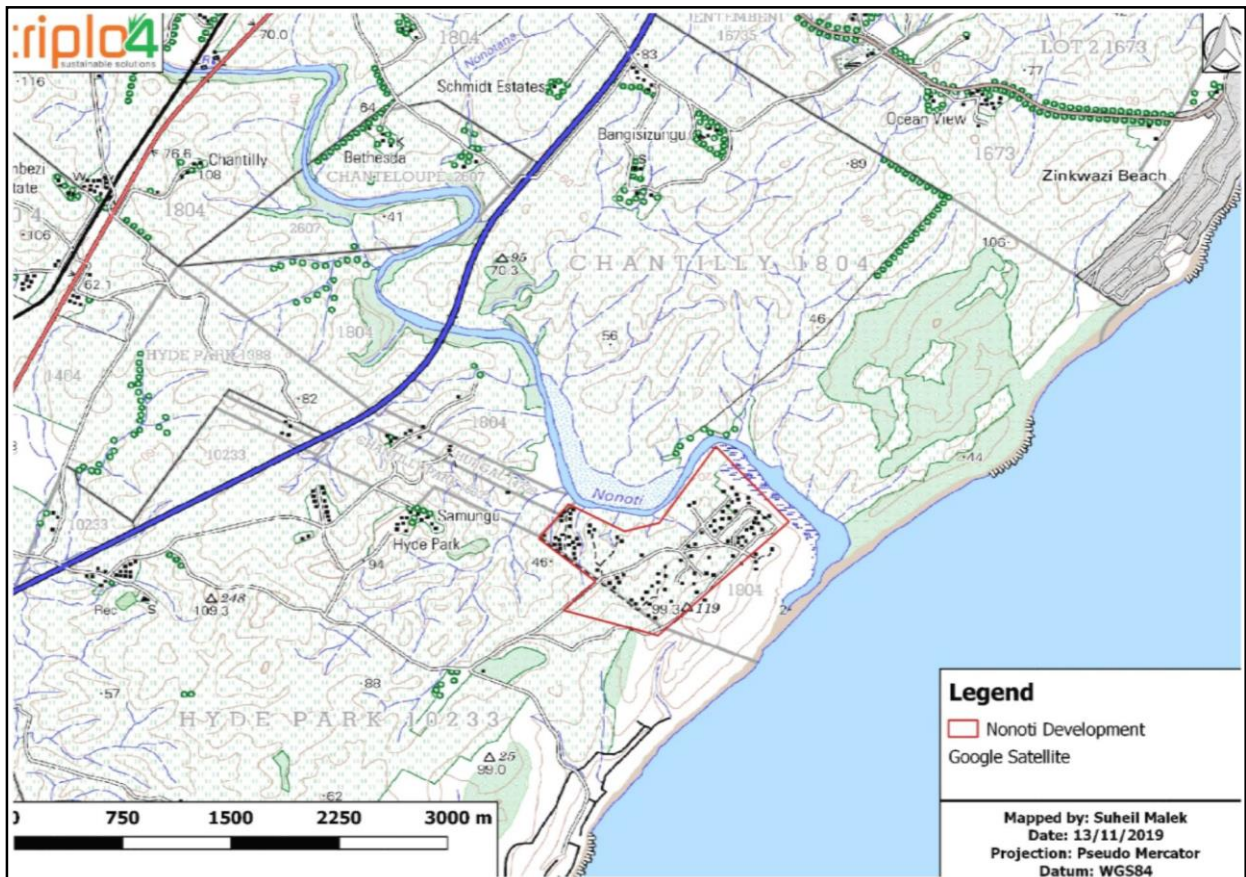 triplo4
sustainable solutions
70.0
1804
Nonotana
83
16735
LOT 2 1673
77
116
R
Schmidt Estates
64
Ocean View
Bangisizungu
76.6
Chantilly
108
Bethesda
K
CHANTELOUPE 2607
S
89
1673
Zinkwazi Beach
W
1804
41
106
2607
95
70.3
106
CHANTILLY 1804
62.1
1804
46
56
HYDE PARK 1988
1464
82
1804
44
10233
Nonoti
Samungu
Hyde Park
10233
94
46
1804
248
109.3
Rec
S
99.3
119
57
88
HYDE PARK 10233
25
99.0
62
0 750 1500 2250 3000 m
Legend
Nonoti Development
Google Satellite
Mapped by: Suheil Malek
Date: 13/11/2019
Projection: Pseudo Mercator
Datum: WGS84